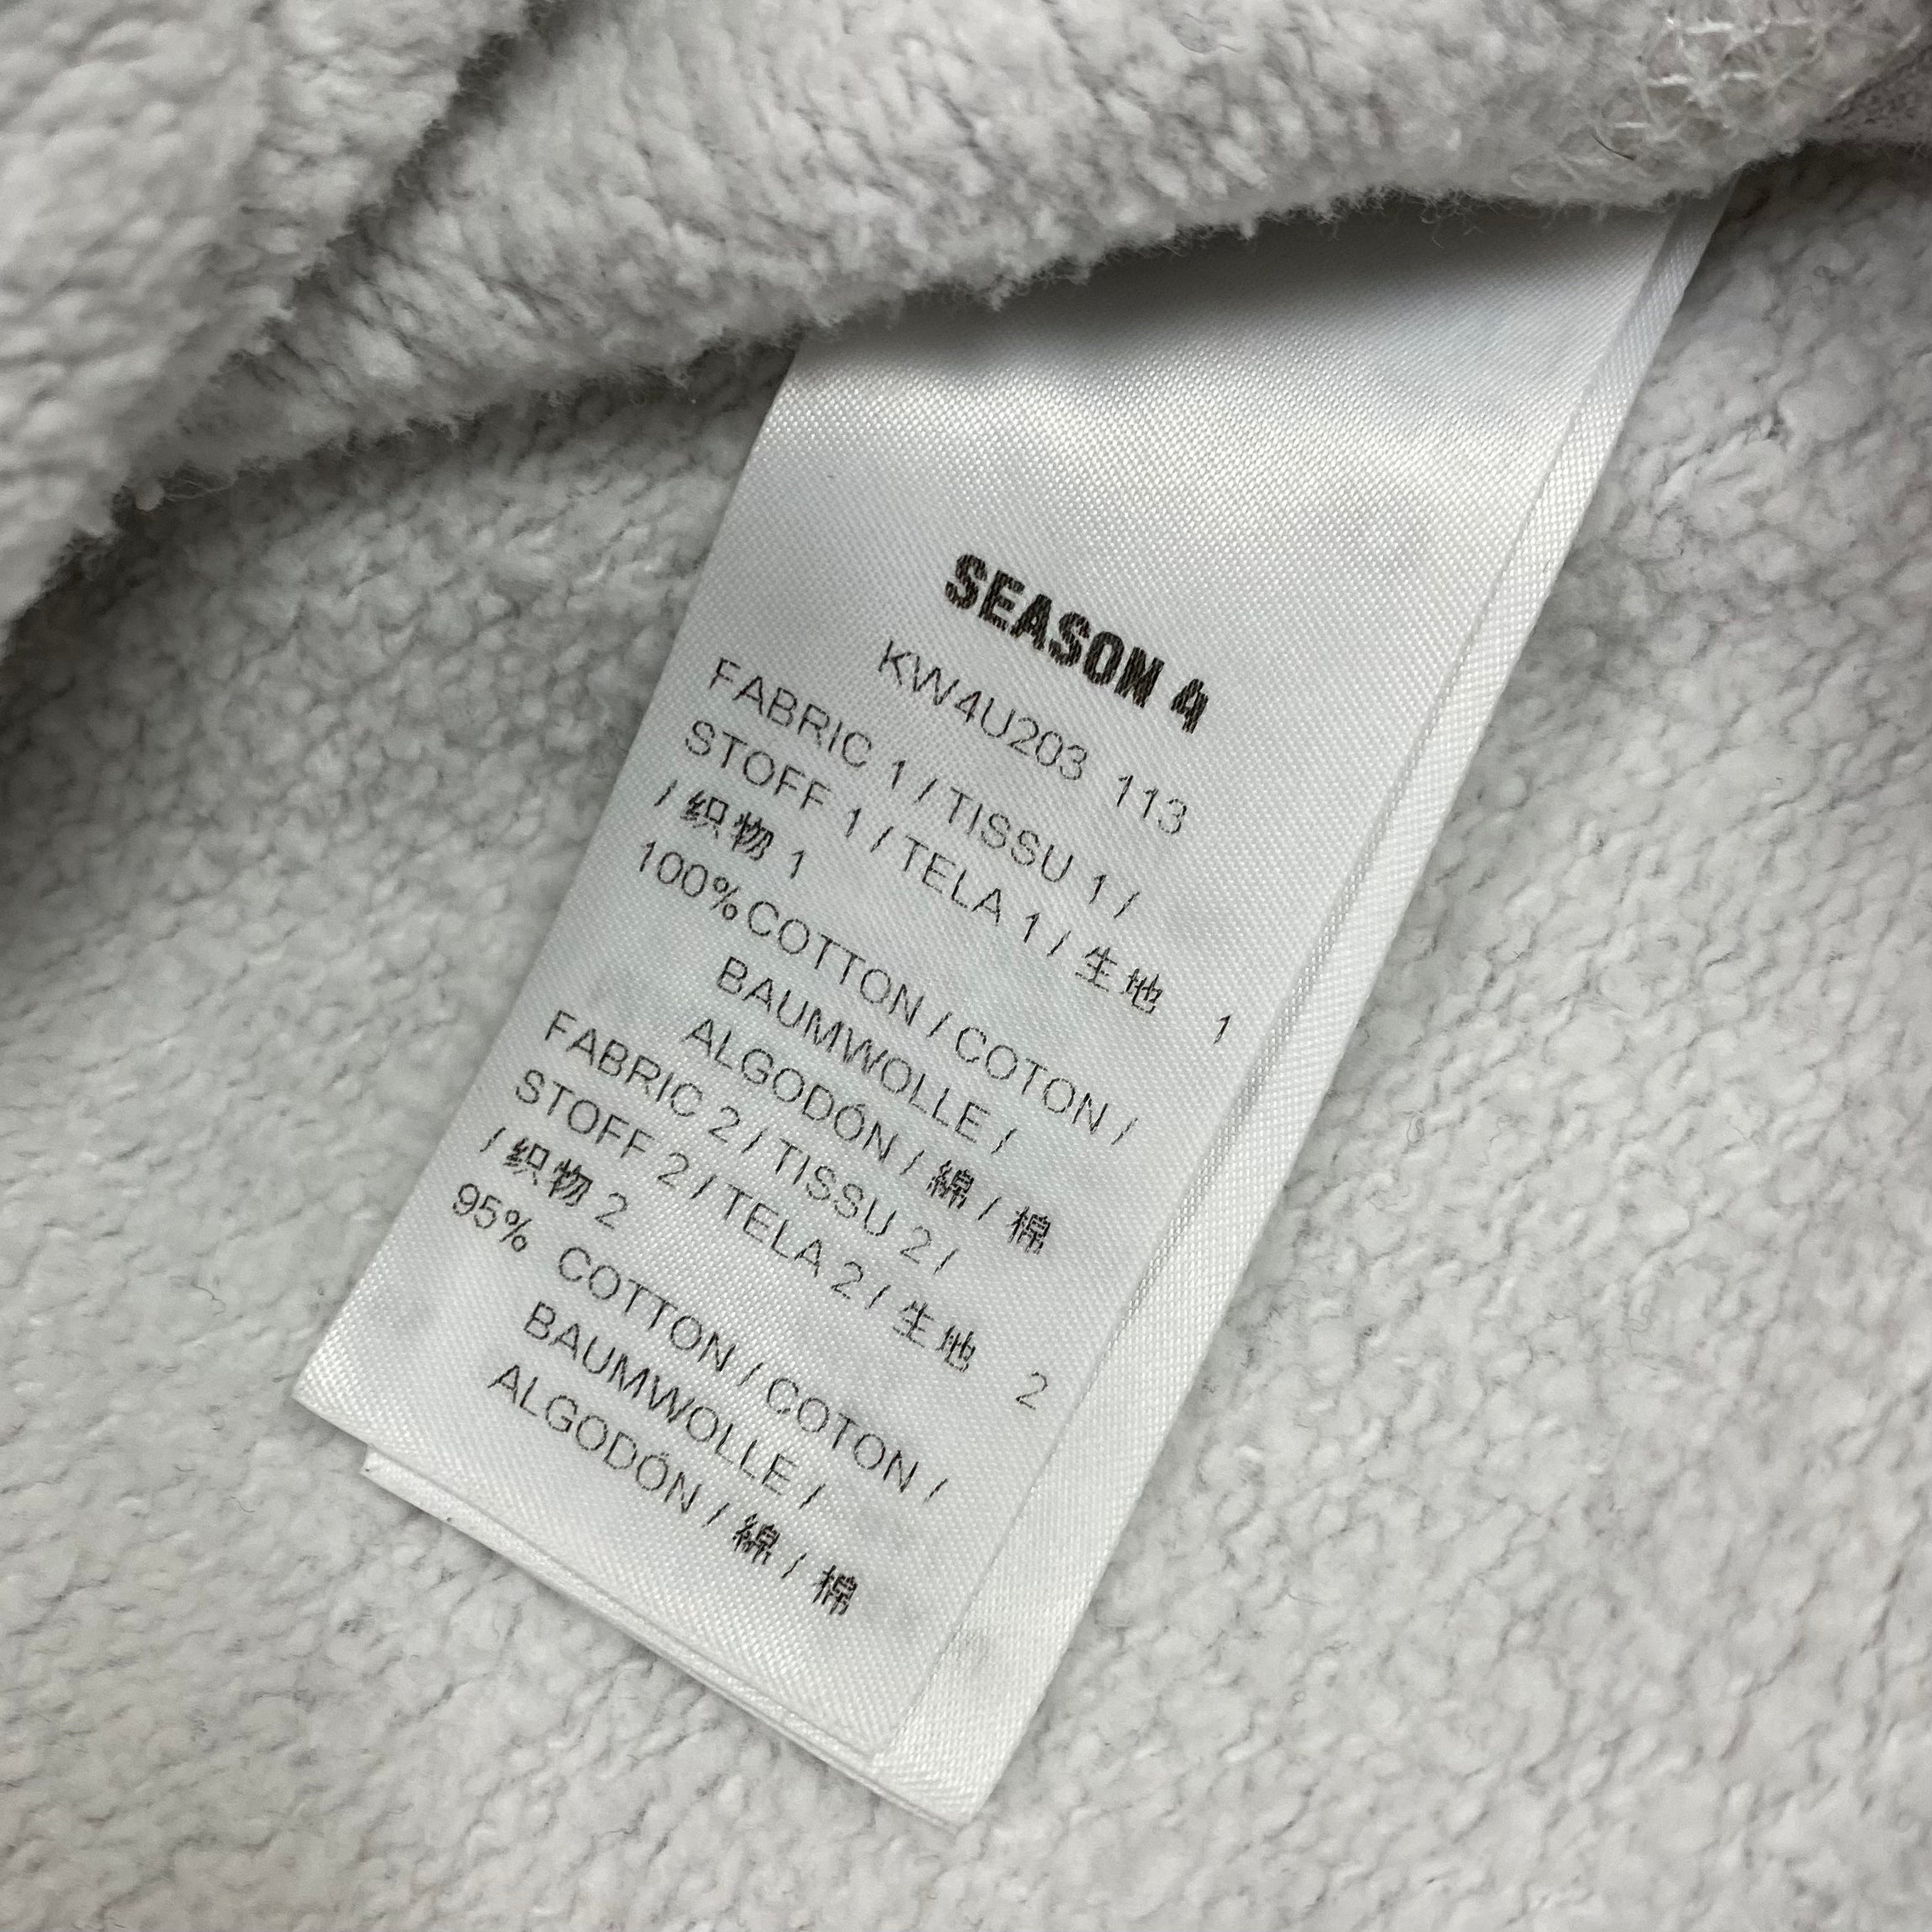 SEASON 4
KW4U203 113
FABRIC 1 / TISSU 1 /
STOFF 1 / TELA 1 / 生地 1
/ 织物 1
100%COTTON / COTON /
BAUMWOLLE /
ALGODÓN / 綿 / 棉
FABRIC 2 / TISSU 2 /
STOFF 2 / TELA 2 / 生地 2
/ 织物 2
95% COTTON / COTON /
BAUMWOLLE /
ALGODÓN / 綿 / 棉